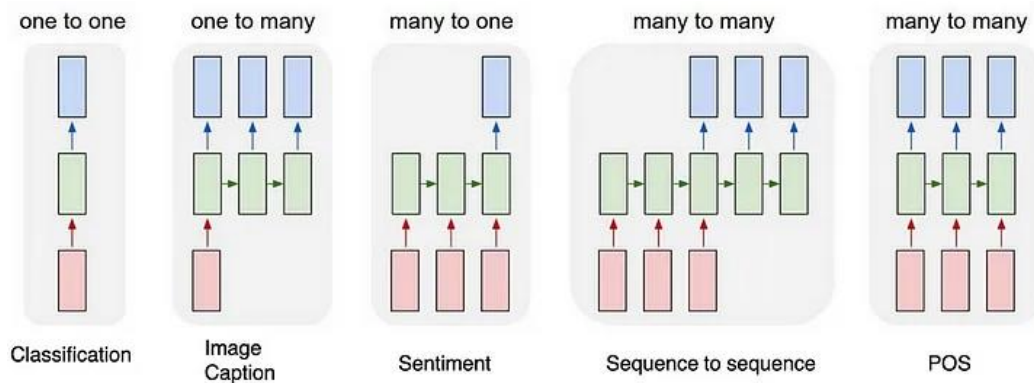 one to one
one to many
many to one
many to many
many to many
Classification
Image
Caption
Sentiment
Sequence to sequence
POS